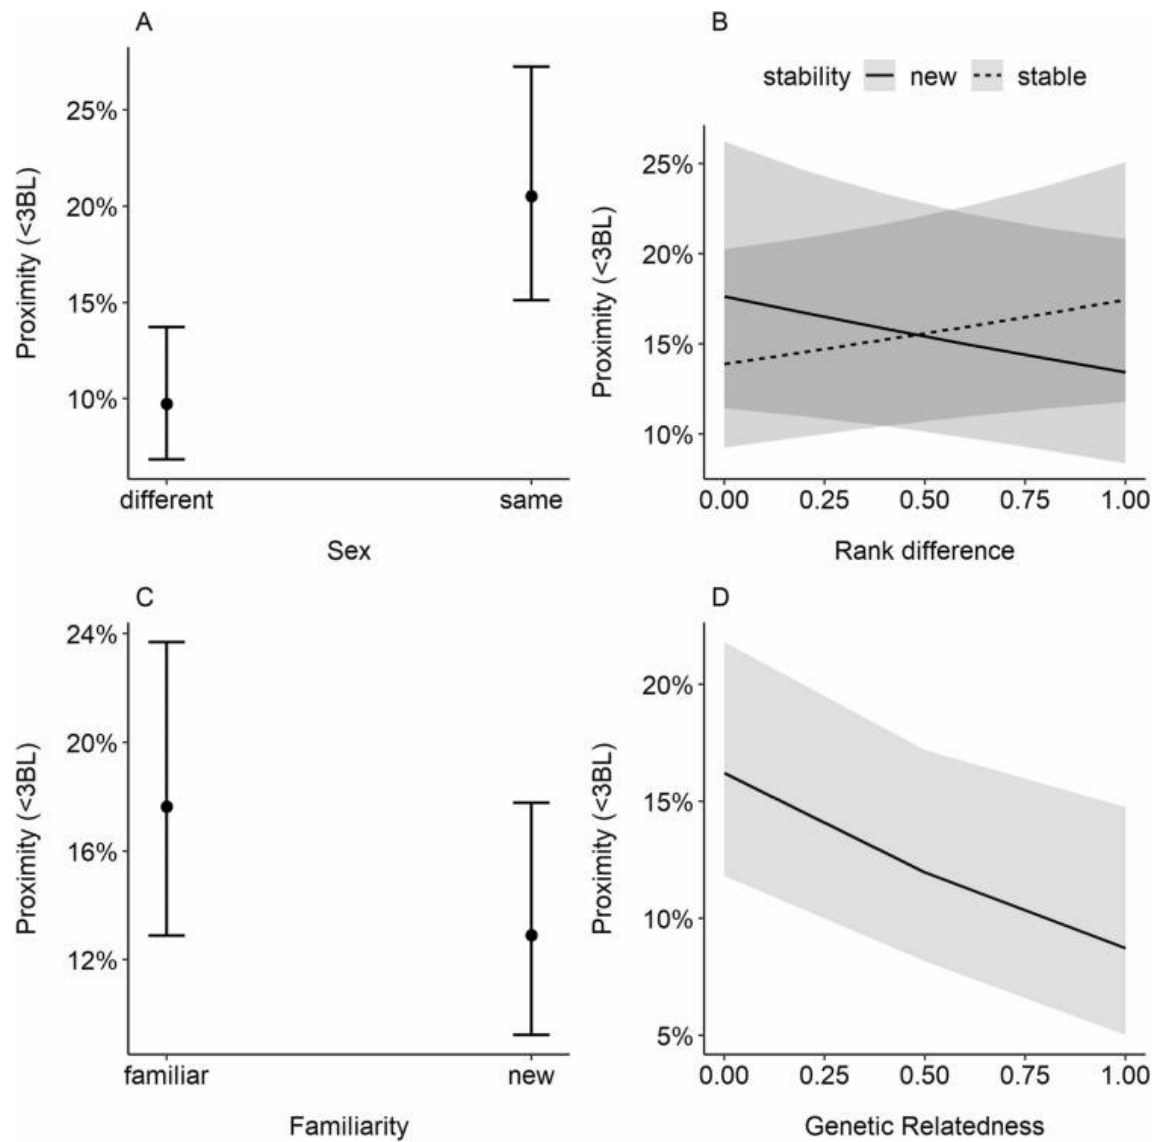 A
Proximity (<3BL)
25%
20%
15%
10%
different same
Sex
B
stability new stable
Proximity (<3BL)
25%
20%
15%
10%
0.00 0.25 0.50 0.75 1.00
Rank difference
C
Proximity (<3BL)
24%
20%
16%
12%
familiar new
Familiarity
D
Proximity (<3BL)
20%
15%
10%
5%
0.00 0.25 0.50 0.75 1.00
Genetic Relatedness